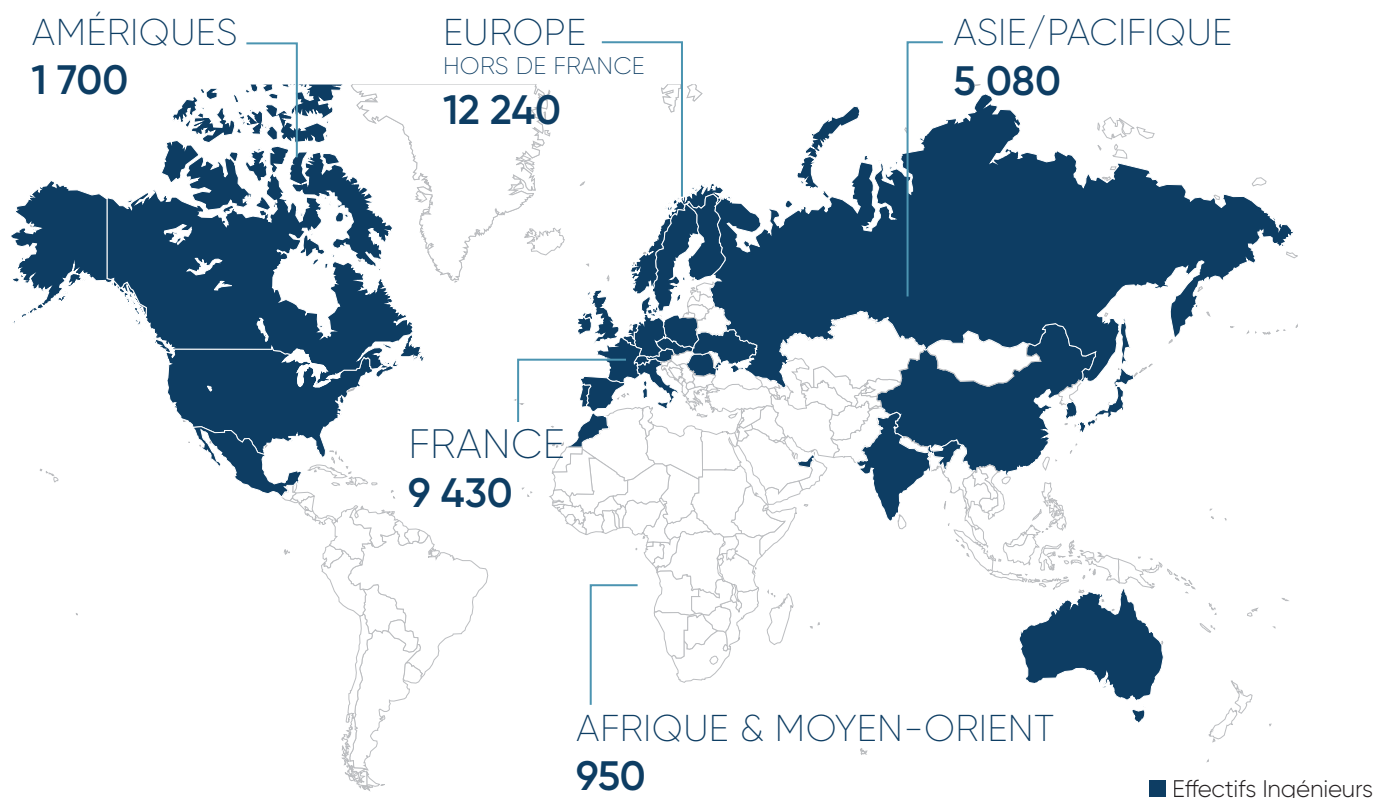 AMÉRIQUES
1 700
EUROPE
HORS DE FRANCE
12 240
ASIE/PACIFIQUE
5 080
FRANCE
9 430
AFRIQUE & MOYEN-ORIENT
950
Effectifs Ingénieurs